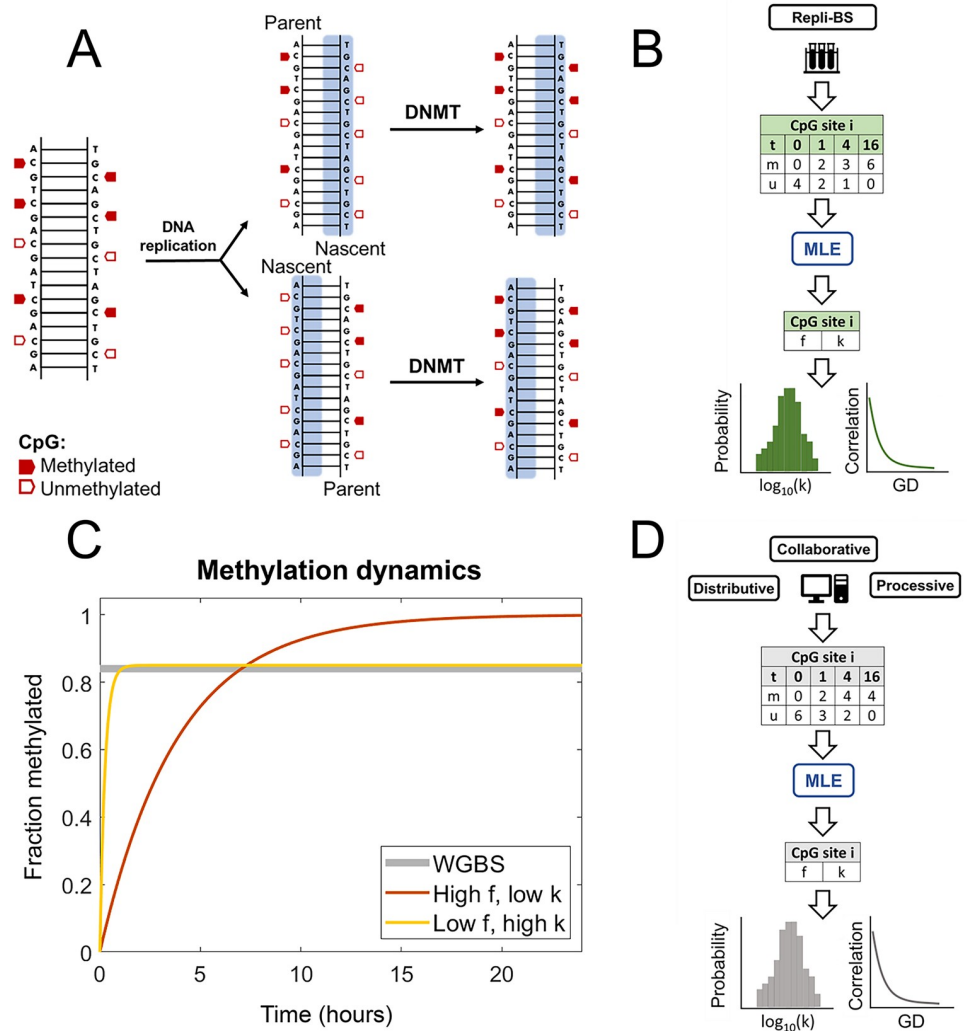 A
Parent
A C G T C G A C G A T C G A C G A
T G C A G C T G C T A G C T G C T
Nascent
DNMT
A C G T C G A C G A T C G A C G A
T G C A G C T G C T A G C T G C T
A C G T C G A C G A T C G A C G A
T G C A G C T G C T A G C T G C T
DNA
replication
Nascent
A C G T C G A C G A T C G A C G A
T G C A G C T G C T A G C T G C T
Parent
DNMT
A C G T C G A C G A T C G A C G A
T G C A G C T G C T A G C T G C T
CpG:
Methylated
Unmethylated
B
Repli-BS
CpG site i
t 0 1 4 16
m 0 2 3 6
u 4 2 1 0
MLE
CpG site i
f k
Probability
log10(k)
Correlation
GD
C
Methylation dynamics
Fraction methylated
1
0.8
0.6
0.4
0.2
0
0 5 10 15 20
Time (hours)
WGBS
High f, low k
Low f, high k
D
Collaborative
Distributive
Processive
CpG site i
t 0 1 4 16
m 0 2 4 4
u 6 3 2 0
MLE
CpG site i
f k
Probability
log10(k)
Correlation
GD